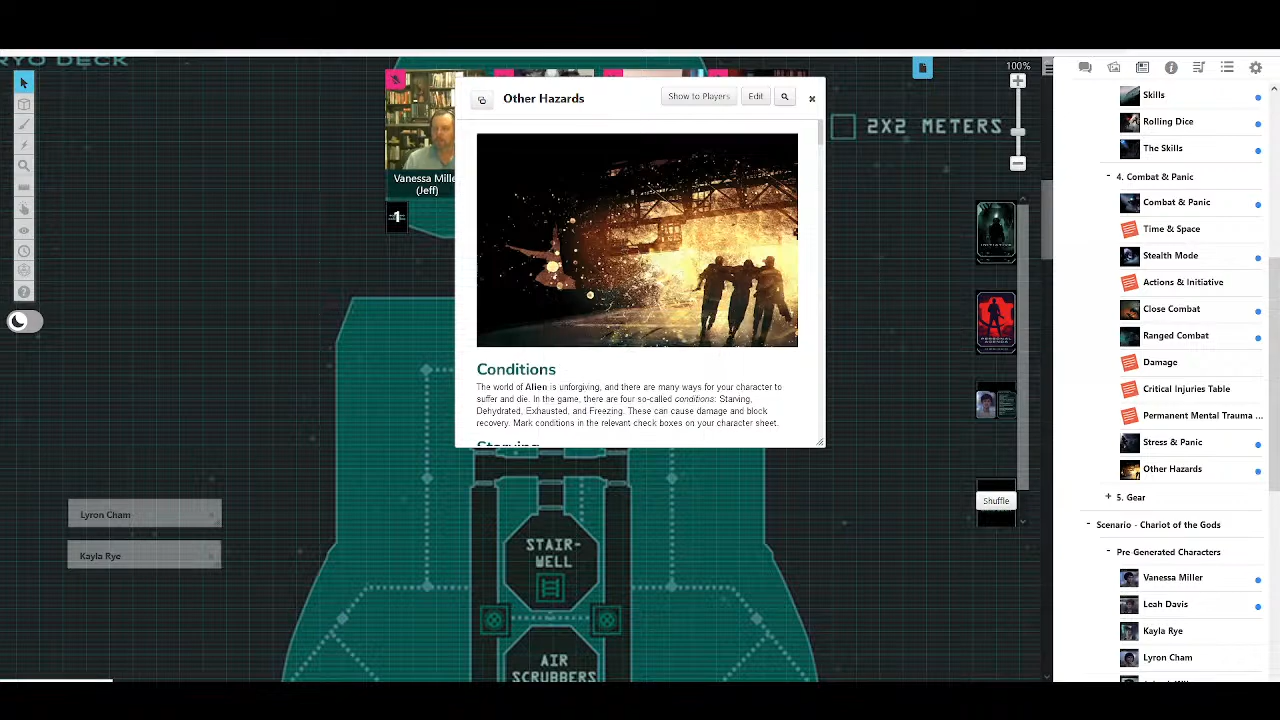 RYO DECK
Vanessa Mille
(Jeff)
1
Other Hazards
Show to Players
Edit
Conditions
The world of Alien is unforgiving, and there are many ways for your character to
suffer and die. In the game, there are four so-called conditions: Starving,
Dehydrated, Exhausted, and Freezing. These can cause damage and block
recovery. Mark conditions in the relevant check boxes on your character sheet.
Starving
2X2 METERS
100%
INITIATIVE
PERSONAL
AGENDA
Shuffle
Lyron Cham
Kayla Rye
STAIR-
WELL
AIR
SCRUBBERS
Skills
Rolling Dice
The Skills
- 4. Combat & Panic
Combat & Panic
Time & Space
Stealth Mode
Actions & Initiative
Close Combat
Ranged Combat
Damage
Critical Injuries Table
Permanent Mental Trauma ...
Stress & Panic
Other Hazards
+ 5. Gear
- Scenario - Chariot of the Gods
- Pre-Generated Characters
Vanessa Miller
Leah Davis
Kayla Rye
Lyron Cham